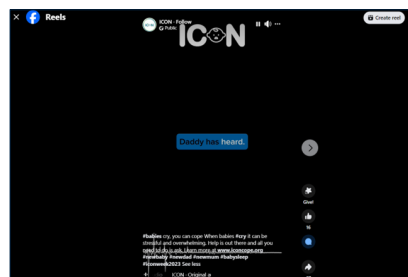 Reels
Create reel
ICON · Follow
Public
ICON
Daddy has heard.
Give!
16
#babies cry, you can cope When babies #cry it can be
stressful and overwhelming. Help is out there and all you
need to do is ask. Learn more at www.iconcope.org
#newbaby #newdad #newmum #babysleep
#iconweek2023 See less
ICON · Original a